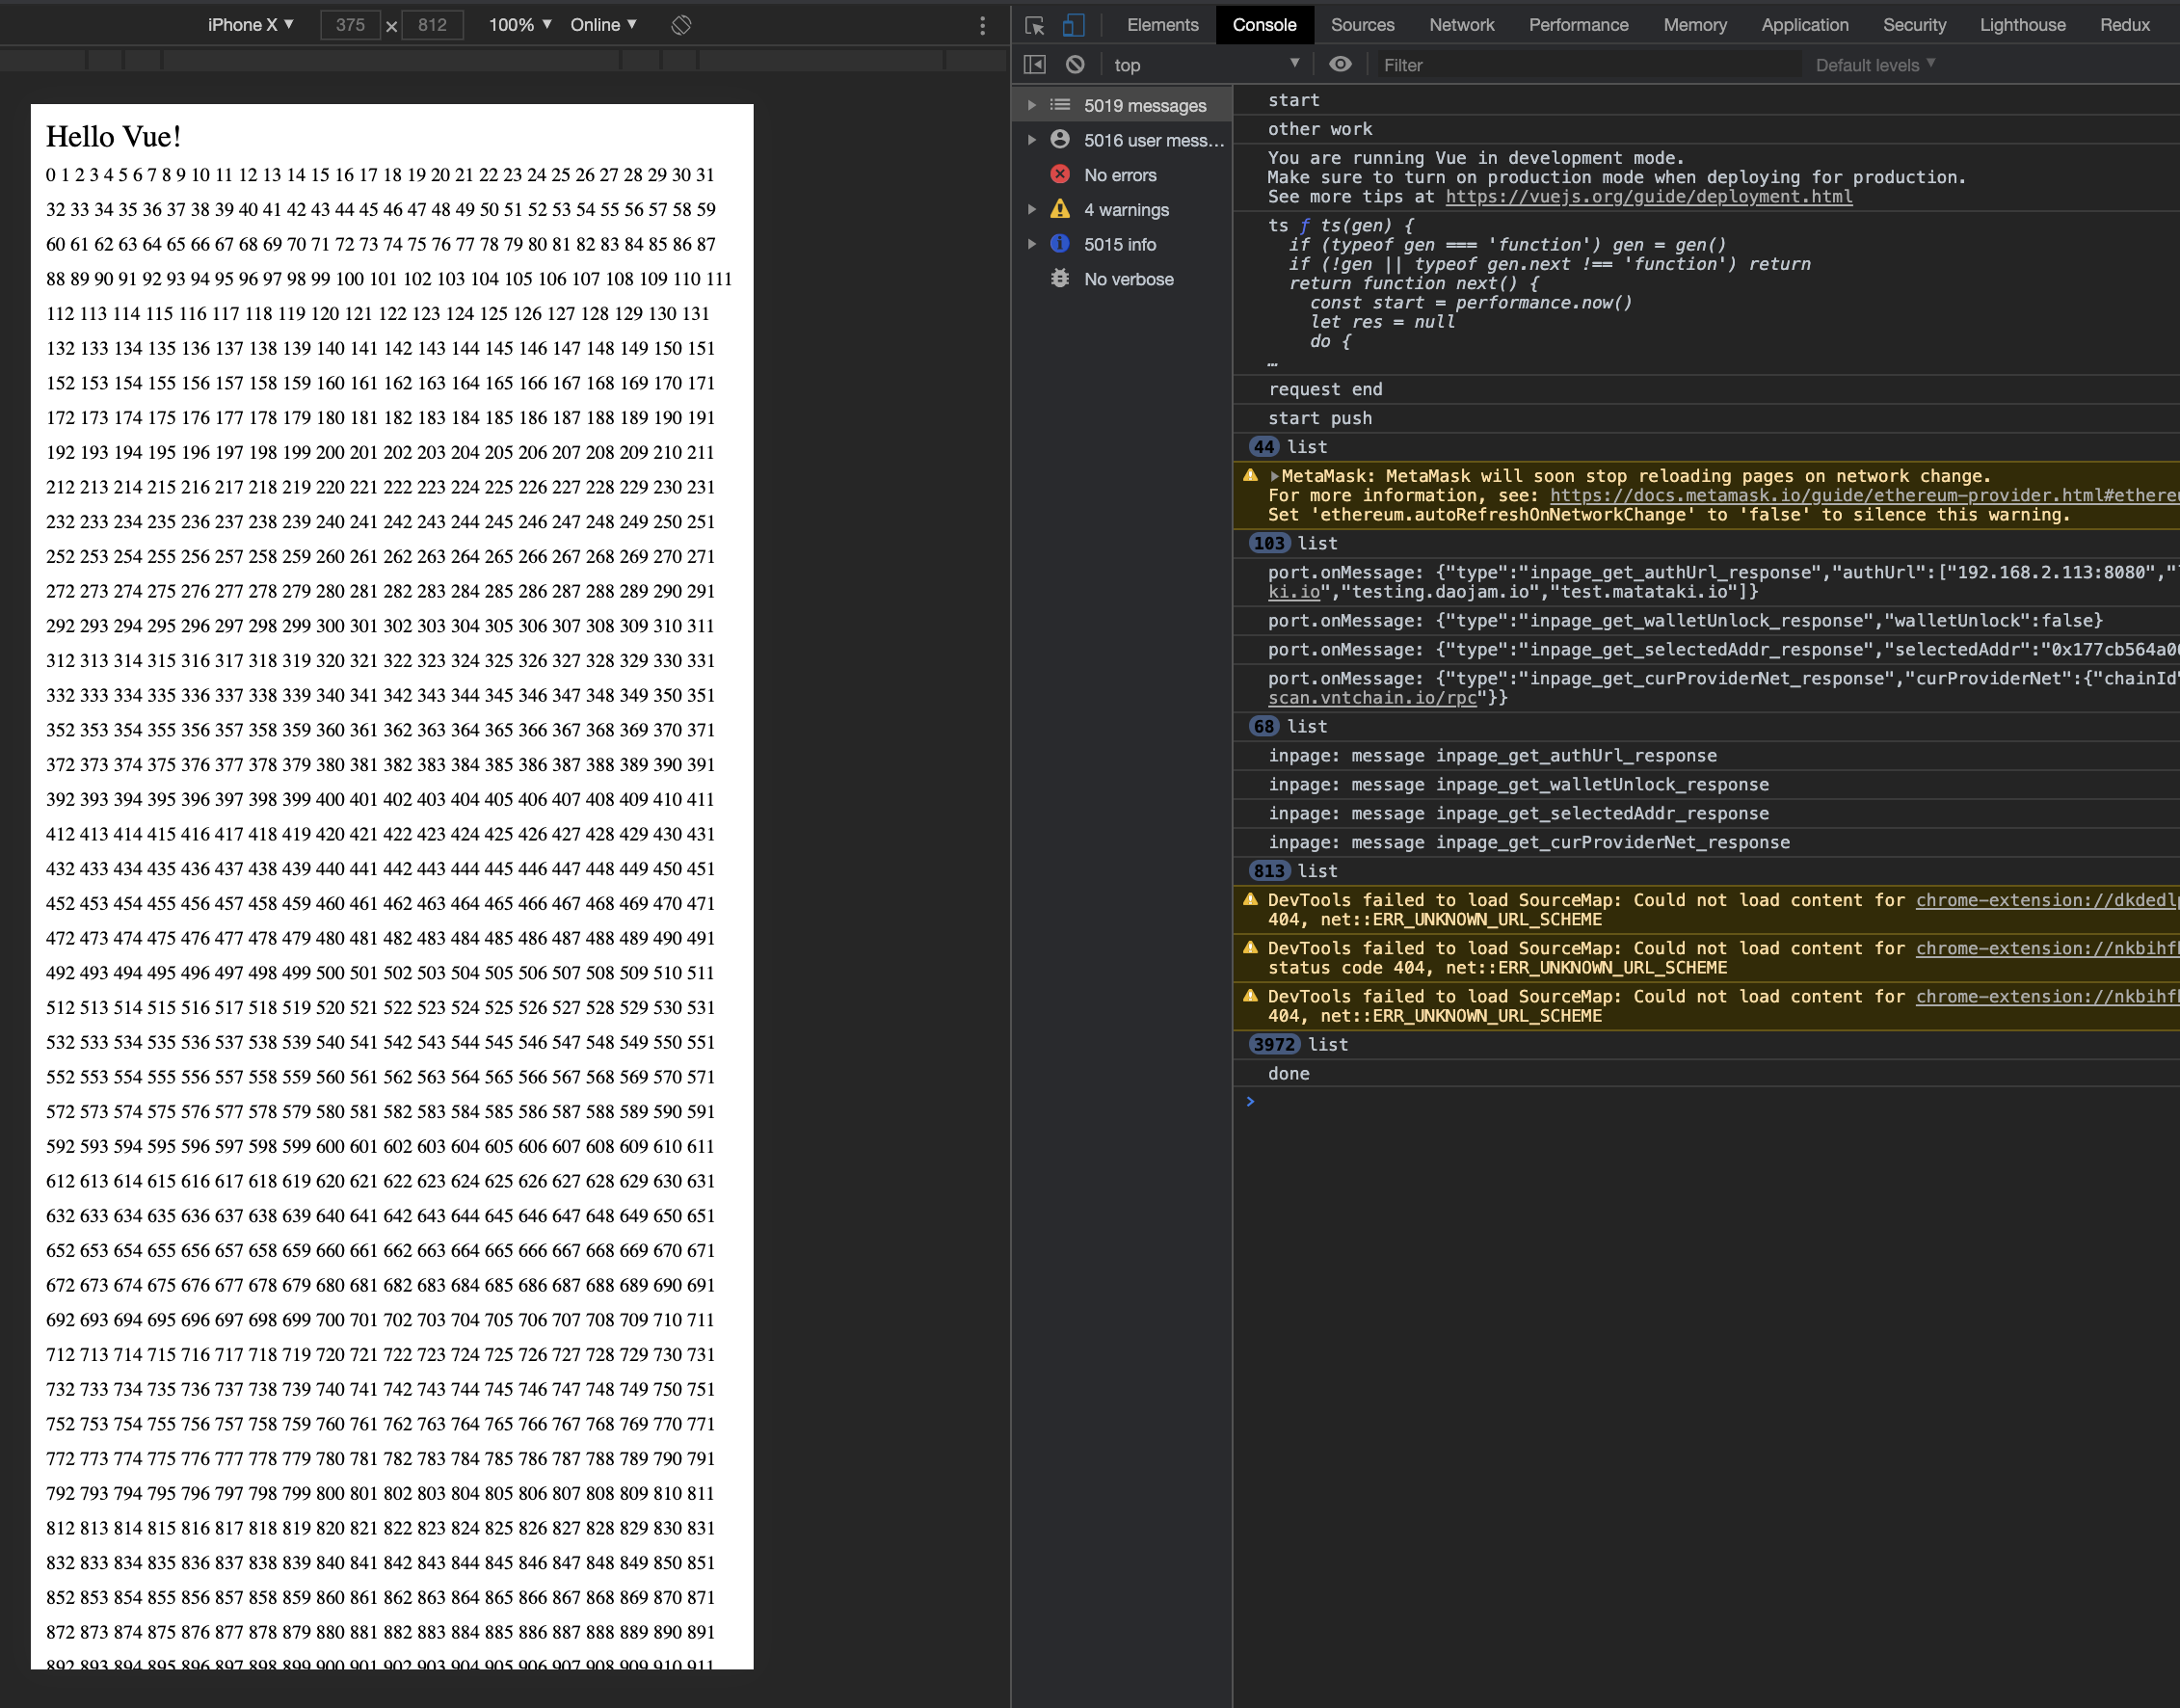 iPhone X ▼ 375 × 812 100% ▼ Online ▼
Hello Vue!
0 1 2 3 4 5 6 7 8 9 10 11 12 13 14 15 16 17 18 19 20 21 22 23 24 25 26 27 28 29 30 31
32 33 34 35 36 37 38 39 40 41 42 43 44 45 46 47 48 49 50 51 52 53 54 55 56 57 58 59
60 61 62 63 64 65 66 67 68 69 70 71 72 73 74 75 76 77 78 79 80 81 82 83 84 85 86 87
88 89 90 91 92 93 94 95 96 97 98 99 100 101 102 103 104 105 106 107 108 109 110 111
112 113 114 115 116 117 118 119 120 121 122 123 124 125 126 127 128 129 130 131
132 133 134 135 136 137 138 139 140 141 142 143 144 145 146 147 148 149 150 151
152 153 154 155 156 157 158 159 160 161 162 163 164 165 166 167 168 169 170 171
172 173 174 175 176 177 178 179 180 181 182 183 184 185 186 187 188 189 190 191
192 193 194 195 196 197 198 199 200 201 202 203 204 205 206 207 208 209 210 211
212 213 214 215 216 217 218 219 220 221 222 223 224 225 226 227 228 229 230 231
232 233 234 235 236 237 238 239 240 241 242 243 244 245 246 247 248 249 250 251
252 253 254 255 256 257 258 259 260 261 262 263 264 265 266 267 268 269 270 271
272 273 274 275 276 277 278 279 280 281 282 283 284 285 286 287 288 289 290 291
292 293 294 295 296 297 298 299 300 301 302 303 304 305 306 307 308 309 310 311
312 313 314 315 316 317 318 319 320 321 322 323 324 325 326 327 328 329 330 331
332 333 334 335 336 337 338 339 340 341 342 343 344 345 346 347 348 349 350 351
352 353 354 355 356 357 358 359 360 361 362 363 364 365 366 367 368 369 370 371
372 373 374 375 376 377 378 379 380 381 382 383 384 385 386 387 388 389 390 391
392 393 394 395 396 397 398 399 400 401 402 403 404 405 406 407 408 409 410 411
412 413 414 415 416 417 418 419 420 421 422 423 424 425 426 427 428 429 430 431
432 433 434 435 436 437 438 439 440 441 442 443 444 445 446 447 448 449 450 451
452 453 454 455 456 457 458 459 460 461 462 463 464 465 466 467 468 469 470 471
472 473 474 475 476 477 478 479 480 481 482 483 484 485 486 487 488 489 490 491
492 493 494 495 496 497 498 499 500 501 502 503 504 505 506 507 508 509 510 511
512 513 514 515 516 517 518 519 520 521 522 523 524 525 526 527 528 529 530 531
532 533 534 535 536 537 538 539 540 541 542 543 544 545 546 547 548 549 550 551
552 553 554 555 556 557 558 559 560 561 562 563 564 565 566 567 568 569 570 571
572 573 574 575 576 577 578 579 580 581 582 583 584 585 586 587 588 589 590 591
592 593 594 595 596 597 598 599 600 601 602 603 604 605 606 607 608 609 610 611
612 613 614 615 616 617 618 619 620 621 622 623 624 625 626 627 628 629 630 631
632 633 634 635 636 637 638 639 640 641 642 643 644 645 646 647 648 649 650 651
652 653 654 655 656 657 658 659 660 661 662 663 664 665 666 667 668 669 670 671
672 673 674 675 676 677 678 679 680 681 682 683 684 685 686 687 688 689 690 691
692 693 694 695 696 697 698 699 700 701 702 703 704 705 706 707 708 709 710 711
712 713 714 715 716 717 718 719 720 721 722 723 724 725 726 727 728 729 730 731
732 733 734 735 736 737 738 739 740 741 742 743 744 745 746 747 748 749 750 751
752 753 754 755 756 757 758 759 760 761 762 763 764 765 766 767 768 769 770 771
772 773 774 775 776 777 778 779 780 781 782 783 784 785 786 787 788 789 790 791
792 793 794 795 796 797 798 799 800 801 802 803 804 805 806 807 808 809 810 811
812 813 814 815 816 817 818 819 820 821 822 823 824 825 826 827 828 829 830 831
832 833 834 835 836 837 838 839 840 841 842 843 844 845 846 847 848 849 850 851
852 853 854 855 856 857 858 859 860 861 862 863 864 865 866 867 868 869 870 871
872 873 874 875 876 877 878 879 880 881 882 883 884 885 886 887 888 889 890 891
892 893 894 895 896 897 898 899 900 901 902 903 904 905 906 907 908 909 910 911
Elements Console Sources Network Performance Memory Application Security Lighthouse Redux
top ▼ Filter Default levels ▼
5019 messages
5016 user mess...
No errors
4 warnings
5015 info
No verbose
start
other work
You are running Vue in development mode.
Make sure to turn on production mode when deploying for production.
See more tips at https://vuejs.org/guide/deployment.html
ts ƒ ts(gen) {
if (typeof gen === 'function') gen = gen()
if (!gen || typeof gen.next !== 'function') return
return function next() {
const start = performance.now()
let res = null
do {
…
request end
start push
44 list
MetaMask: MetaMask will soon stop reloading pages on network change.
For more information, see: https://docs.metamask.io/guide/ethereum-provider.html#ethere
Set 'ethereum.autoRefreshOnNetworkChange' to 'false' to silence this warning.
103 list
port.onMessage: {"type":"inpage_get_authUrl_response","authUrl":["192.168.2.113:8080","
ki.io","testing.daojam.io","test.matataki.io"]}
port.onMessage: {"type":"inpage_get_walletUnlock_response","walletUnlock":false}
port.onMessage: {"type":"inpage_get_selectedAddr_response","selectedAddr":"0x177cb564a0
port.onMessage: {"type":"inpage_get_curProviderNet_response","curProviderNet":{"chainId"
scan.vntchain.io/rpc"}}
68 list
inpage: message inpage_get_authUrl_response
inpage: message inpage_get_walletUnlock_response
inpage: message inpage_get_selectedAddr_response
inpage: message inpage_get_curProviderNet_response
813 list
DevTools failed to load SourceMap: Could not load content for chrome-extension://dkdedl
404, net::ERR_UNKNOWN_URL_SCHEME
DevTools failed to load SourceMap: Could not load content for chrome-extension://nkbihf
status code 404, net::ERR_UNKNOWN_URL_SCHEME
DevTools failed to load SourceMap: Could not load content for chrome-extension://nkbihf
404, net::ERR_UNKNOWN_URL_SCHEME
3972 list
done
>